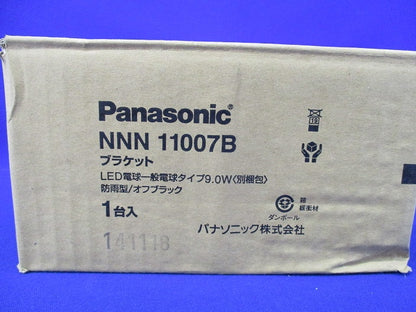 Panasonic®
NNN 11007B
ブラケット
LED電球一般電球タイプ9.0W〈別梱包〉
防雨型/オフブラック
1台入
141118
ダンボール
パナソニック株式会社